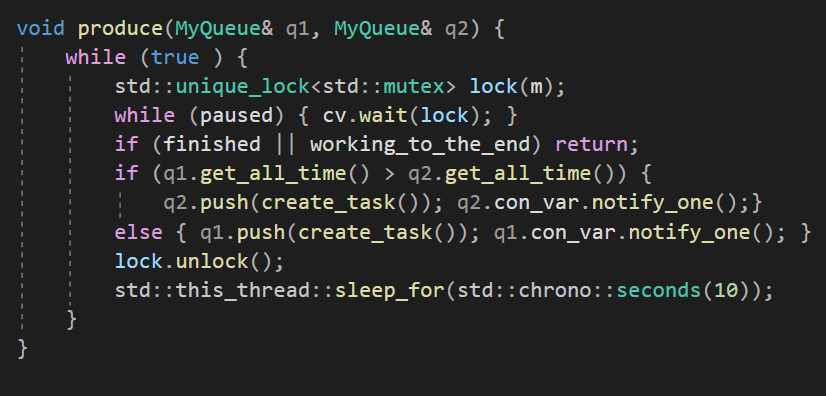 void produce(MyQueue& q1, MyQueue& q2) {
    while (true ) {
        std::unique_lock<std::mutex> lock(m);
        while (paused) { cv.wait(lock); }
        if (finished || working_to_the_end) return;
        if (q1.get_all_time() > q2.get_all_time()) {
            q2.push(create_task()); q2.con_var.notify_one();}
        else { q1.push(create_task()); q1.con_var.notify_one(); }
        lock.unlock();
        std::this_thread::sleep_for(std::chrono::seconds(10));
    }
}